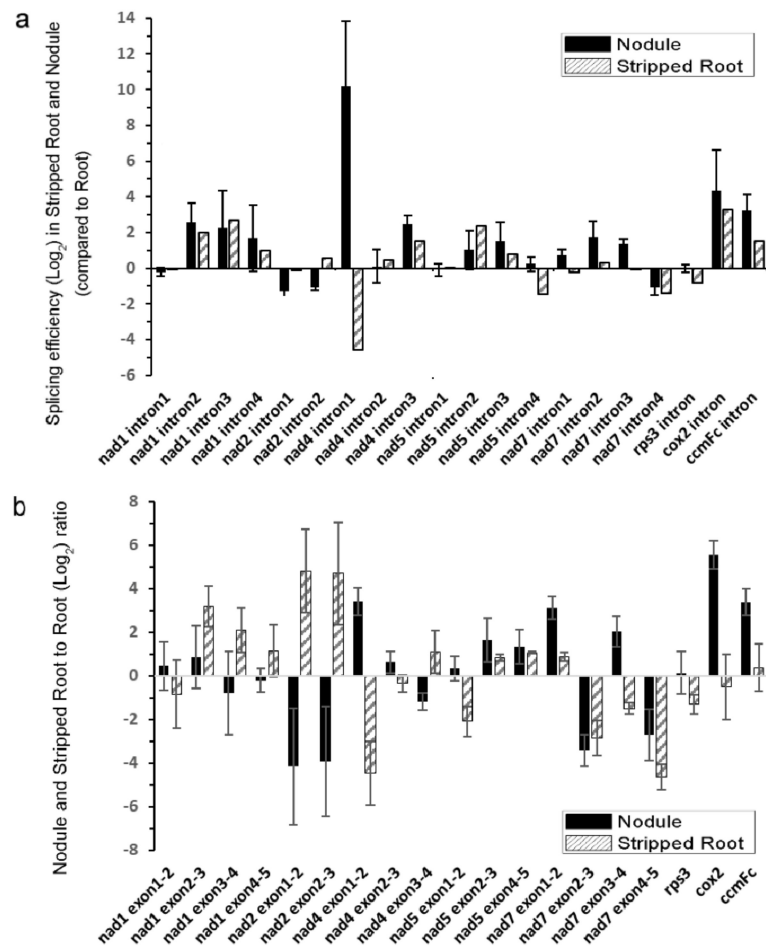 a
Splicing efficiency (Log2) in Stripped Root and Nodule
(compared to Root)
14
12
10
8
6
4
2
0
-2
-4
-6
Nodule
Stripped Root
nad1 intron1
nad1 intron2
nad1 intron3
nad1 intron4
nad2 intron1
nad2 intron2
nad4 intron1
nad4 intron2
nad4 intron3
nad5 intron1
nad5 intron2
nad5 intron3
nad5 intron4
nad7 intron1
nad7 intron2
nad7 intron3
nad7 intron4
rps3 intron
cox2 intron
ccmFc intron
b
Nodule and Stripped Root to Root (Log2) ratio
8
6
4
2
0
-2
-4
-6
-8
Nodule
Stripped Root
nad1 exon1-2
nad1 exon2-3
nad1 exon3-4
nad1 exon4-5
nad2 exon1-2
nad2 exon2-3
nad4 exon1-2
nad4 exon2-3
nad4 exon3-4
nad5 exon1-2
nad5 exon2-3
nad5 exon4-5
nad7 exon1-2
nad7 exon2-3
nad7 exon3-4
nad7 exon4-5
rps3
cox2
ccmFc